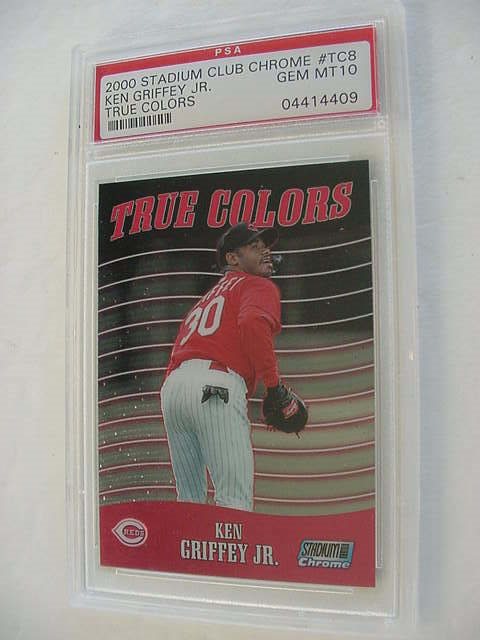 PSA
2000 STADIUM CLUB CHROME #TC8
KEN GRIFFEY JR. GEM MT10
TRUE COLORS
04414409
TRUE COLORS
30
REDS
KEN
GRIFFEY JR.
STADIUM
Chrome